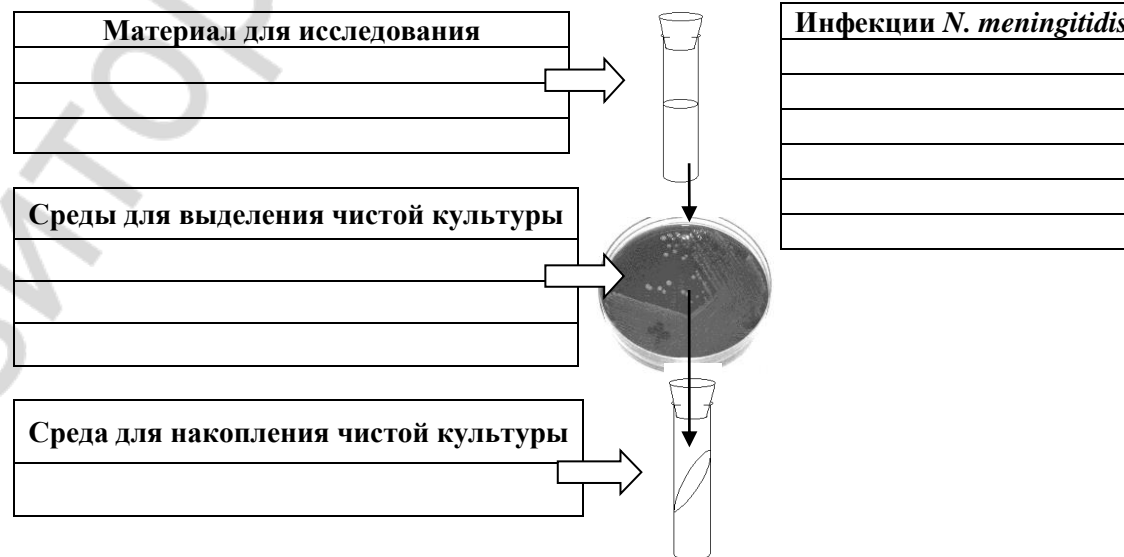 Материал для исследования
Инфекции N. meningitidis
Среды для выделения чистой культуры
Среда для накопления чистой культуры